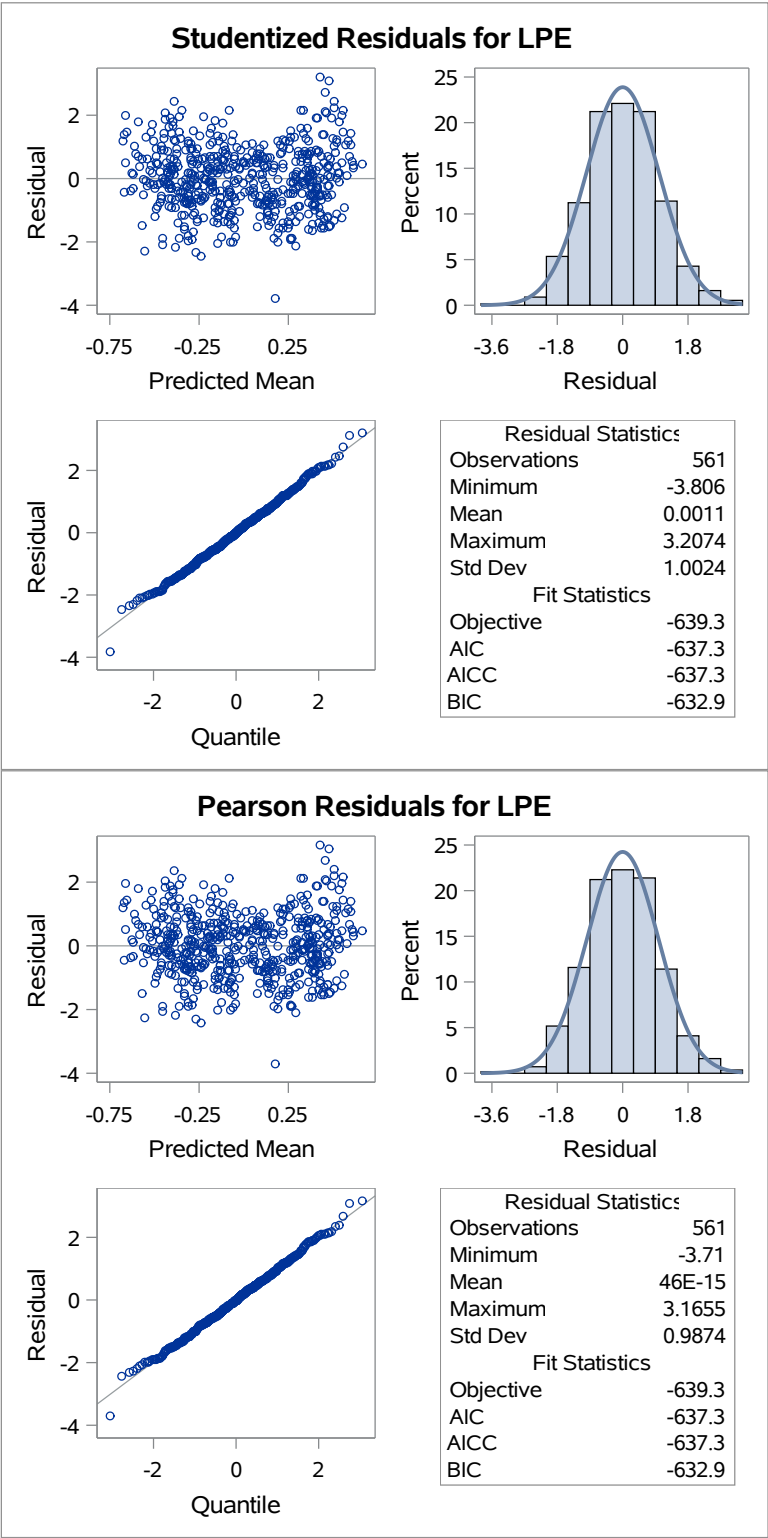 Studentized Residuals for LPE
Residual
2
0
-2
-4
-0.75 -0.25 0.25
Predicted Mean
Percent
25
20
15
10
5
0
-3.6 -1.8 0 1.8
Residual
Residual
2
0
-2
-4
-2 0 2
Quantile
Residual Statistics
Observations 561
Minimum -3.806
Mean 0.0011
Maximum 3.2074
Std Dev 1.0024
Fit Statistics
Objective -639.3
AIC -637.3
AICC -637.3
BIC -632.9
Pearson Residuals for LPE
Residual
2
0
-2
-4
-0.75 -0.25 0.25
Predicted Mean
Percent
25
20
15
10
5
0
-3.6 -1.8 0 1.8
Residual
Residual
2
0
-2
-4
-2 0 2
Quantile
Residual Statistics
Observations 561
Minimum -3.71
Mean 46E-15
Maximum 3.1655
Std Dev 0.9874
Fit Statistics
Objective -639.3
AIC -637.3
AICC -637.3
BIC -632.9